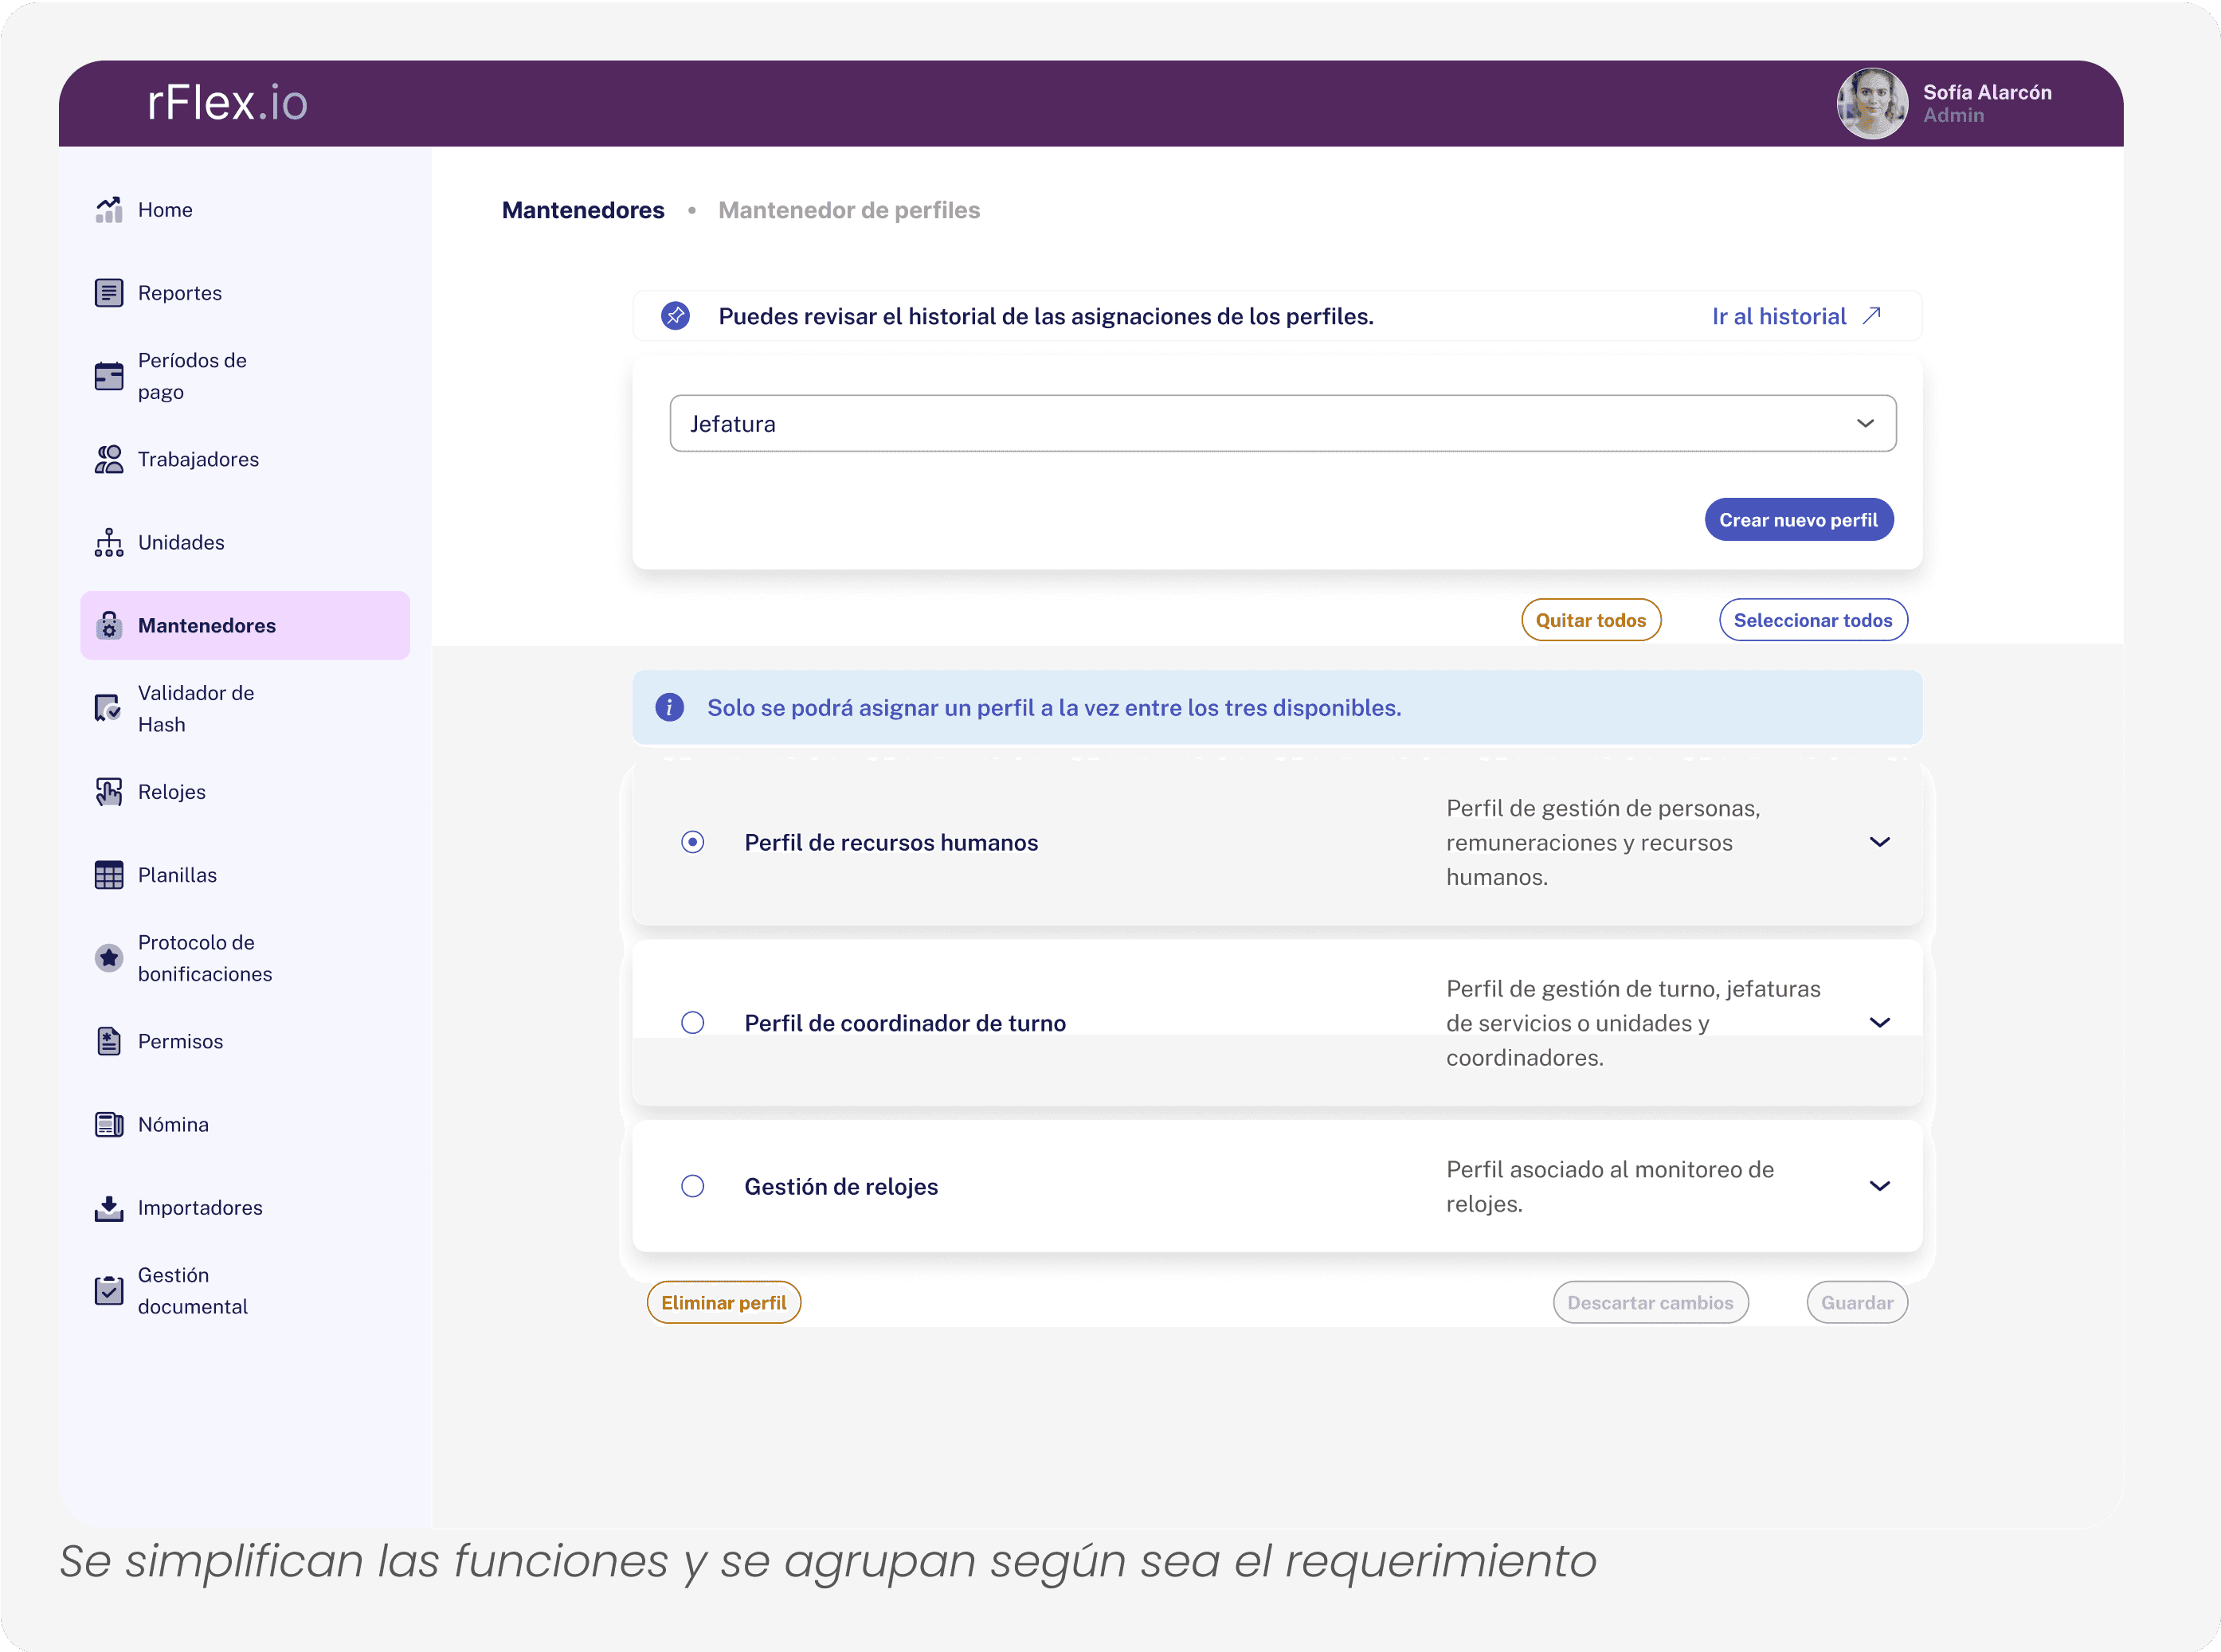 rFlex.io
Sofía Alarcón
Admin
Home
Reportes
Períodos de
pago
Trabajadores
Unidades
Mantenedores
Validador de
Hash
Relojes
Planillas
Protocolo de
bonificaciones
Permisos
Nómina
Importadores
Gestión
documental
Mantenedores • Mantenedor de perfiles
Puedes revisar el historial de las asignaciones de los perfiles.
Ir al historial
Jefatura
Crear nuevo perfil
Quitar todos
Seleccionar todos
Solo se podrá asignar un perfil a la vez entre los tres disponibles.
Perfil de recursos humanos
Perfil de gestión de personas,
remuneraciones y recursos
humanos.
Perfil de coordinador de turno
Perfil de gestión de turno, jefaturas
de servicios o unidades y
coordinadores.
Gestión de relojes
Perfil asociado al monitoreo de
relojes.
Eliminar perfil
Descartar cambios
Guardar
Se simplifican las funciones y se agrupan según sea el requerimiento